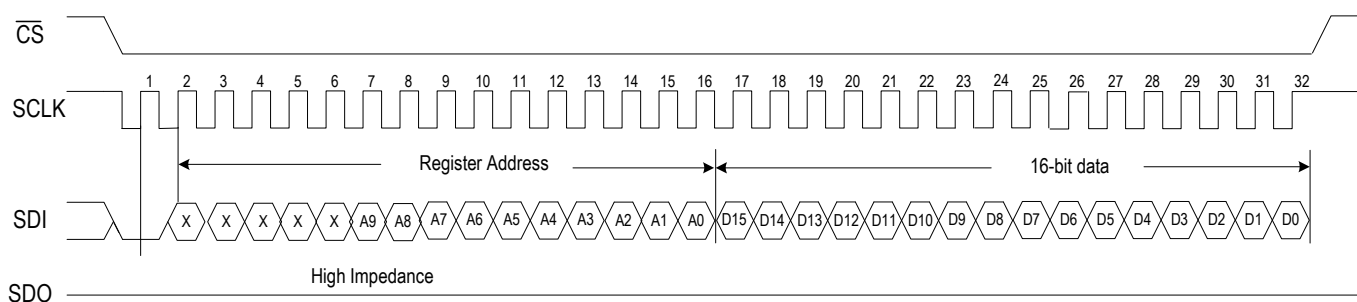 CS
1 2 3 4 5 6 7 8 9 10 11 12 13 14 15 16 17 18 19 20 21 22 23 24 25 26 27 28 29 30 31 32
SCLK
Register Address 16-bit data
SDI X X X X X A9 A8 A7 A6 A5 A4 A3 A2 A1 A0 D15 D14 D13 D12 D11 D10 D9 D8 D7 D6 D5 D4 D3 D2 D1 D0
High Impedance
SDO